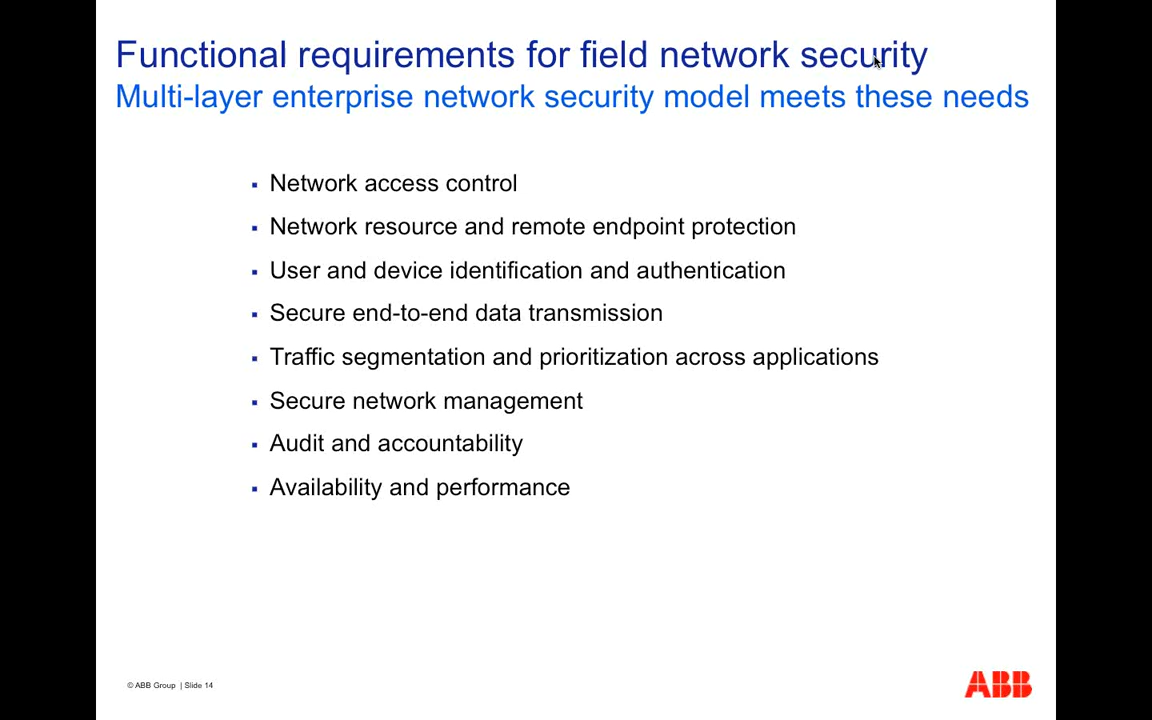 Functional requirements for field network security
Multi-layer enterprise network security model meets these needs
▪ Network access control
▪ Network resource and remote endpoint protection
▪ User and device identification and authentication
▪ Secure end-to-end data transmission
▪ Traffic segmentation and prioritization across applications
▪ Secure network management
▪ Audit and accountability
▪ Availability and performance
© ABB Group | Slide 14
ABB